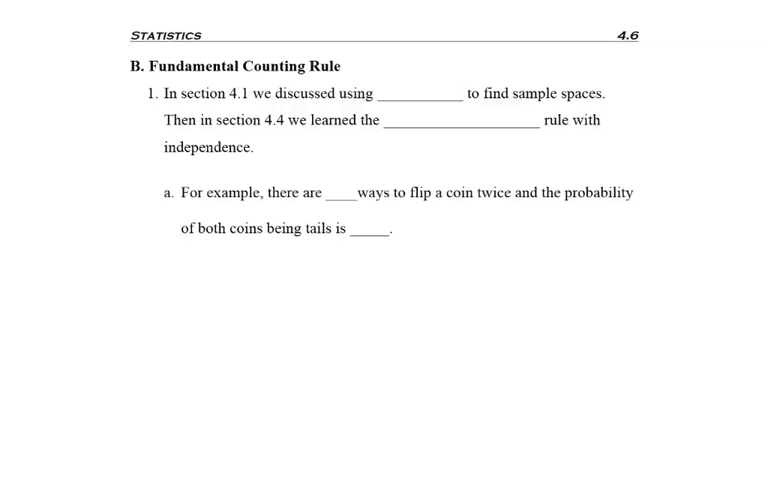 STATISTICS 4.6
B. Fundamental Counting Rule
1. In section 4.1 we discussed using ___________ to find sample spaces.
Then in section 4.4 we learned the ____________________ rule with
independence.
a. For example, there are ____ways to flip a coin twice and the probability
of both coins being tails is _____.